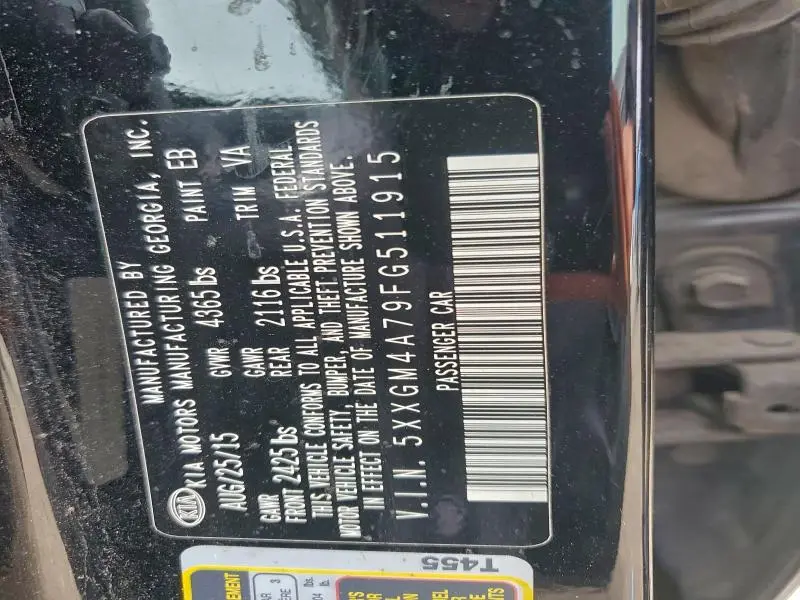 MANUFACTURED BY
KIA KIA MOTORS MANUFACTURING GEORGIA, INC.
AUG/25/15 GVWR 4365 lbs PAINT EB
GAWR FRONT 2425 lbs GAWR REAR 2116 lbs TRIM VA
THIS VEHICLE CONFORMS TO ALL APPLICABLE U.S.A. FEDERAL
MOTOR VEHICLE SAFETY, BUMPER, AND THEFT PREVENTION STANDARDS
IN EFFECT ON THE DATE OF MANUFACTURE SHOWN ABOVE.
V.I.N. 5XXGM4A79FG511915
PASSENGER CAR
T455